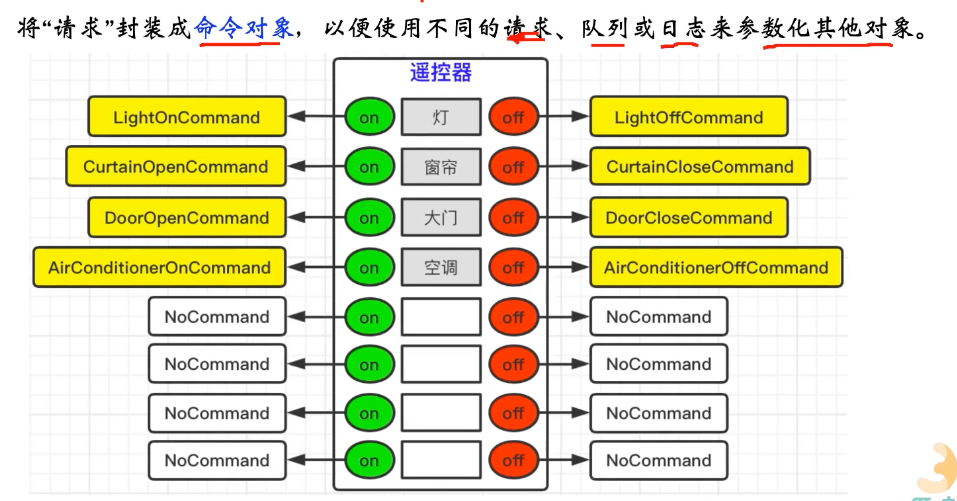 将“请求”封装成命令对象，以便使用不同的请求、队列或日志来参数化其他对象。
遥控器
LightOnCommand on 灯 off LightOffCommand
CurtainOpenCommand on 窗帘 off CurtainCloseCommand
DoorOpenCommand on 大门 off DoorCloseCommand
AirConditionerOnCommand on 空调 off AirConditionerOffCommand
NoCommand on off NoCommand
NoCommand on off NoCommand
NoCommand on off NoCommand
NoCommand on off NoCommand